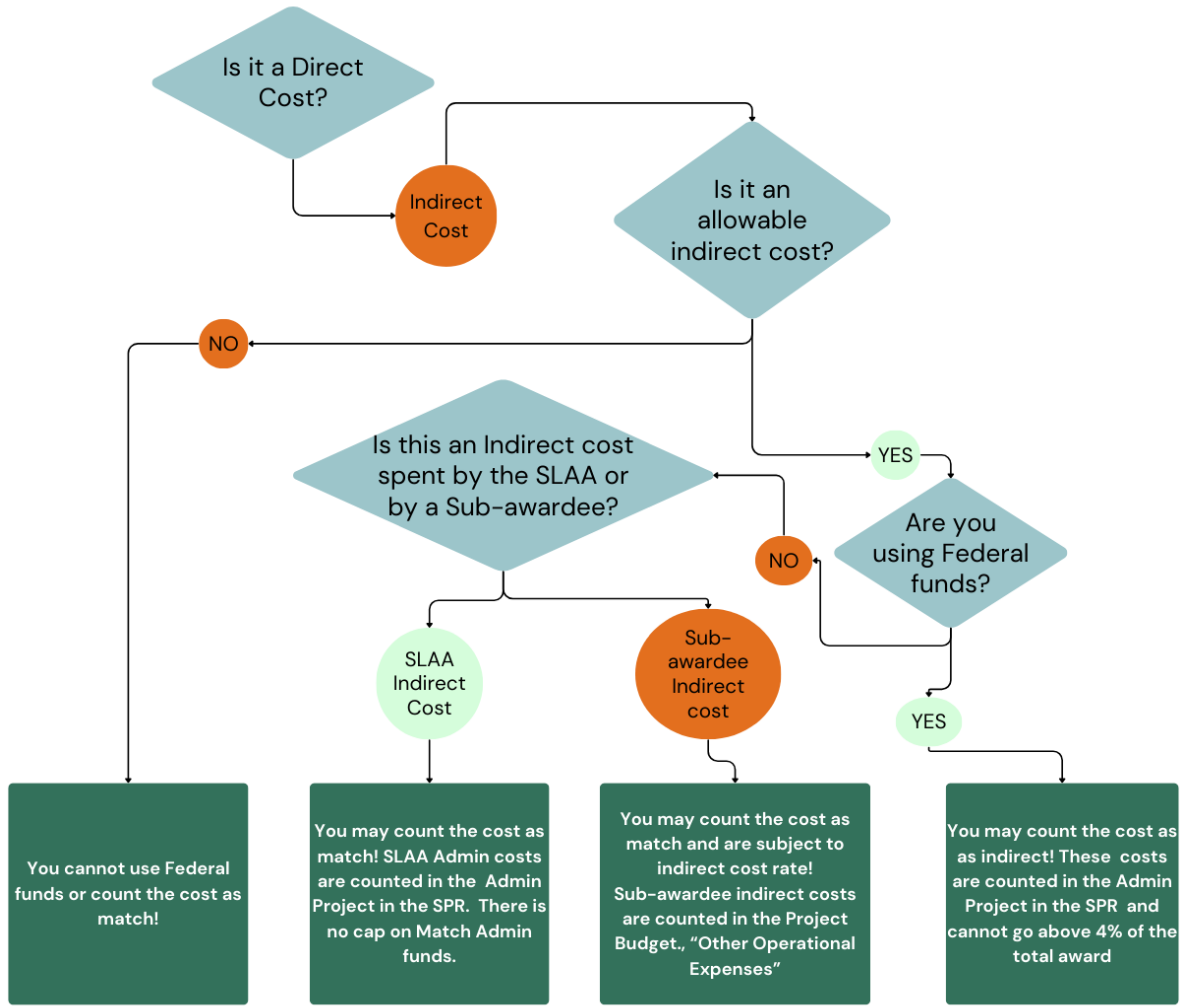 Is it a Direct
Cost?
Indirect
Cost
Is it an
allowable
indirect cost?
NO
YES
Is this an Indirect cost
spent by the SLAA or
by a Sub-awardee?
Are you
using Federal
funds?
NO
SLAA
Indirect
Cost
Sub-
awardee
Indirect
cost
YES
You cannot use Federal
funds or count the cost as
match!
You may count the cost as
match! SLAA Admin costs
are counted in the Admin
Project in the SPR. There is
no cap on Match Admin
funds.
You may count the cost as
match and are subject to
indirect cost rate!
Sub-awardee indirect costs
are counted in the Project
Budget., “Other Operational
Expenses”
You may count the cost as
as indirect! These costs
are counted in the Admin
Project in the SPR and
cannot go above 4% of the
total award